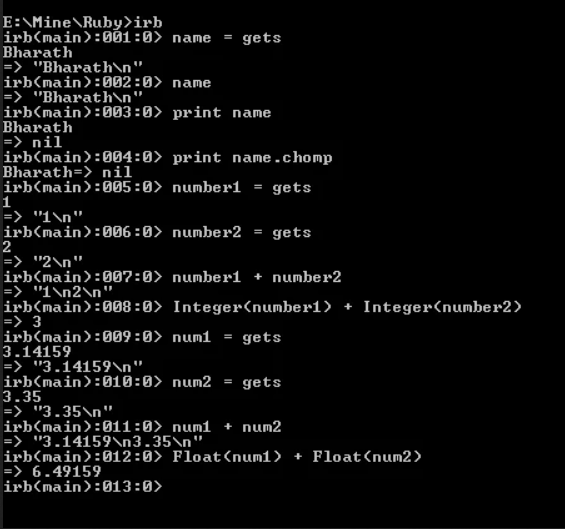 E:\Mine\Ruby>irb
irb(main):001:0> name = gets
Bharath
=> "Bharath\n"
irb(main):002:0> name
=> "Bharath\n"
irb(main):003:0> print name
Bharath
=> nil
irb(main):004:0> print name.chomp
Bharath=> nil
irb(main):005:0> number1 = gets
1
=> "1\n"
irb(main):006:0> number2 = gets
2
=> "2\n"
irb(main):007:0> number1 + number2
=> "1\n2\n"
irb(main):008:0> Integer(number1) + Integer(number2)
=> 3
irb(main):009:0> num1 = gets
3.14159
=> "3.14159\n"
irb(main):010:0> num2 = gets
3.35
=> "3.35\n"
irb(main):011:0> num1 + num2
=> "3.14159\n3.35\n"
irb(main):012:0> Float(num1) + Float(num2)
=> 6.49159
irb(main):013:0>